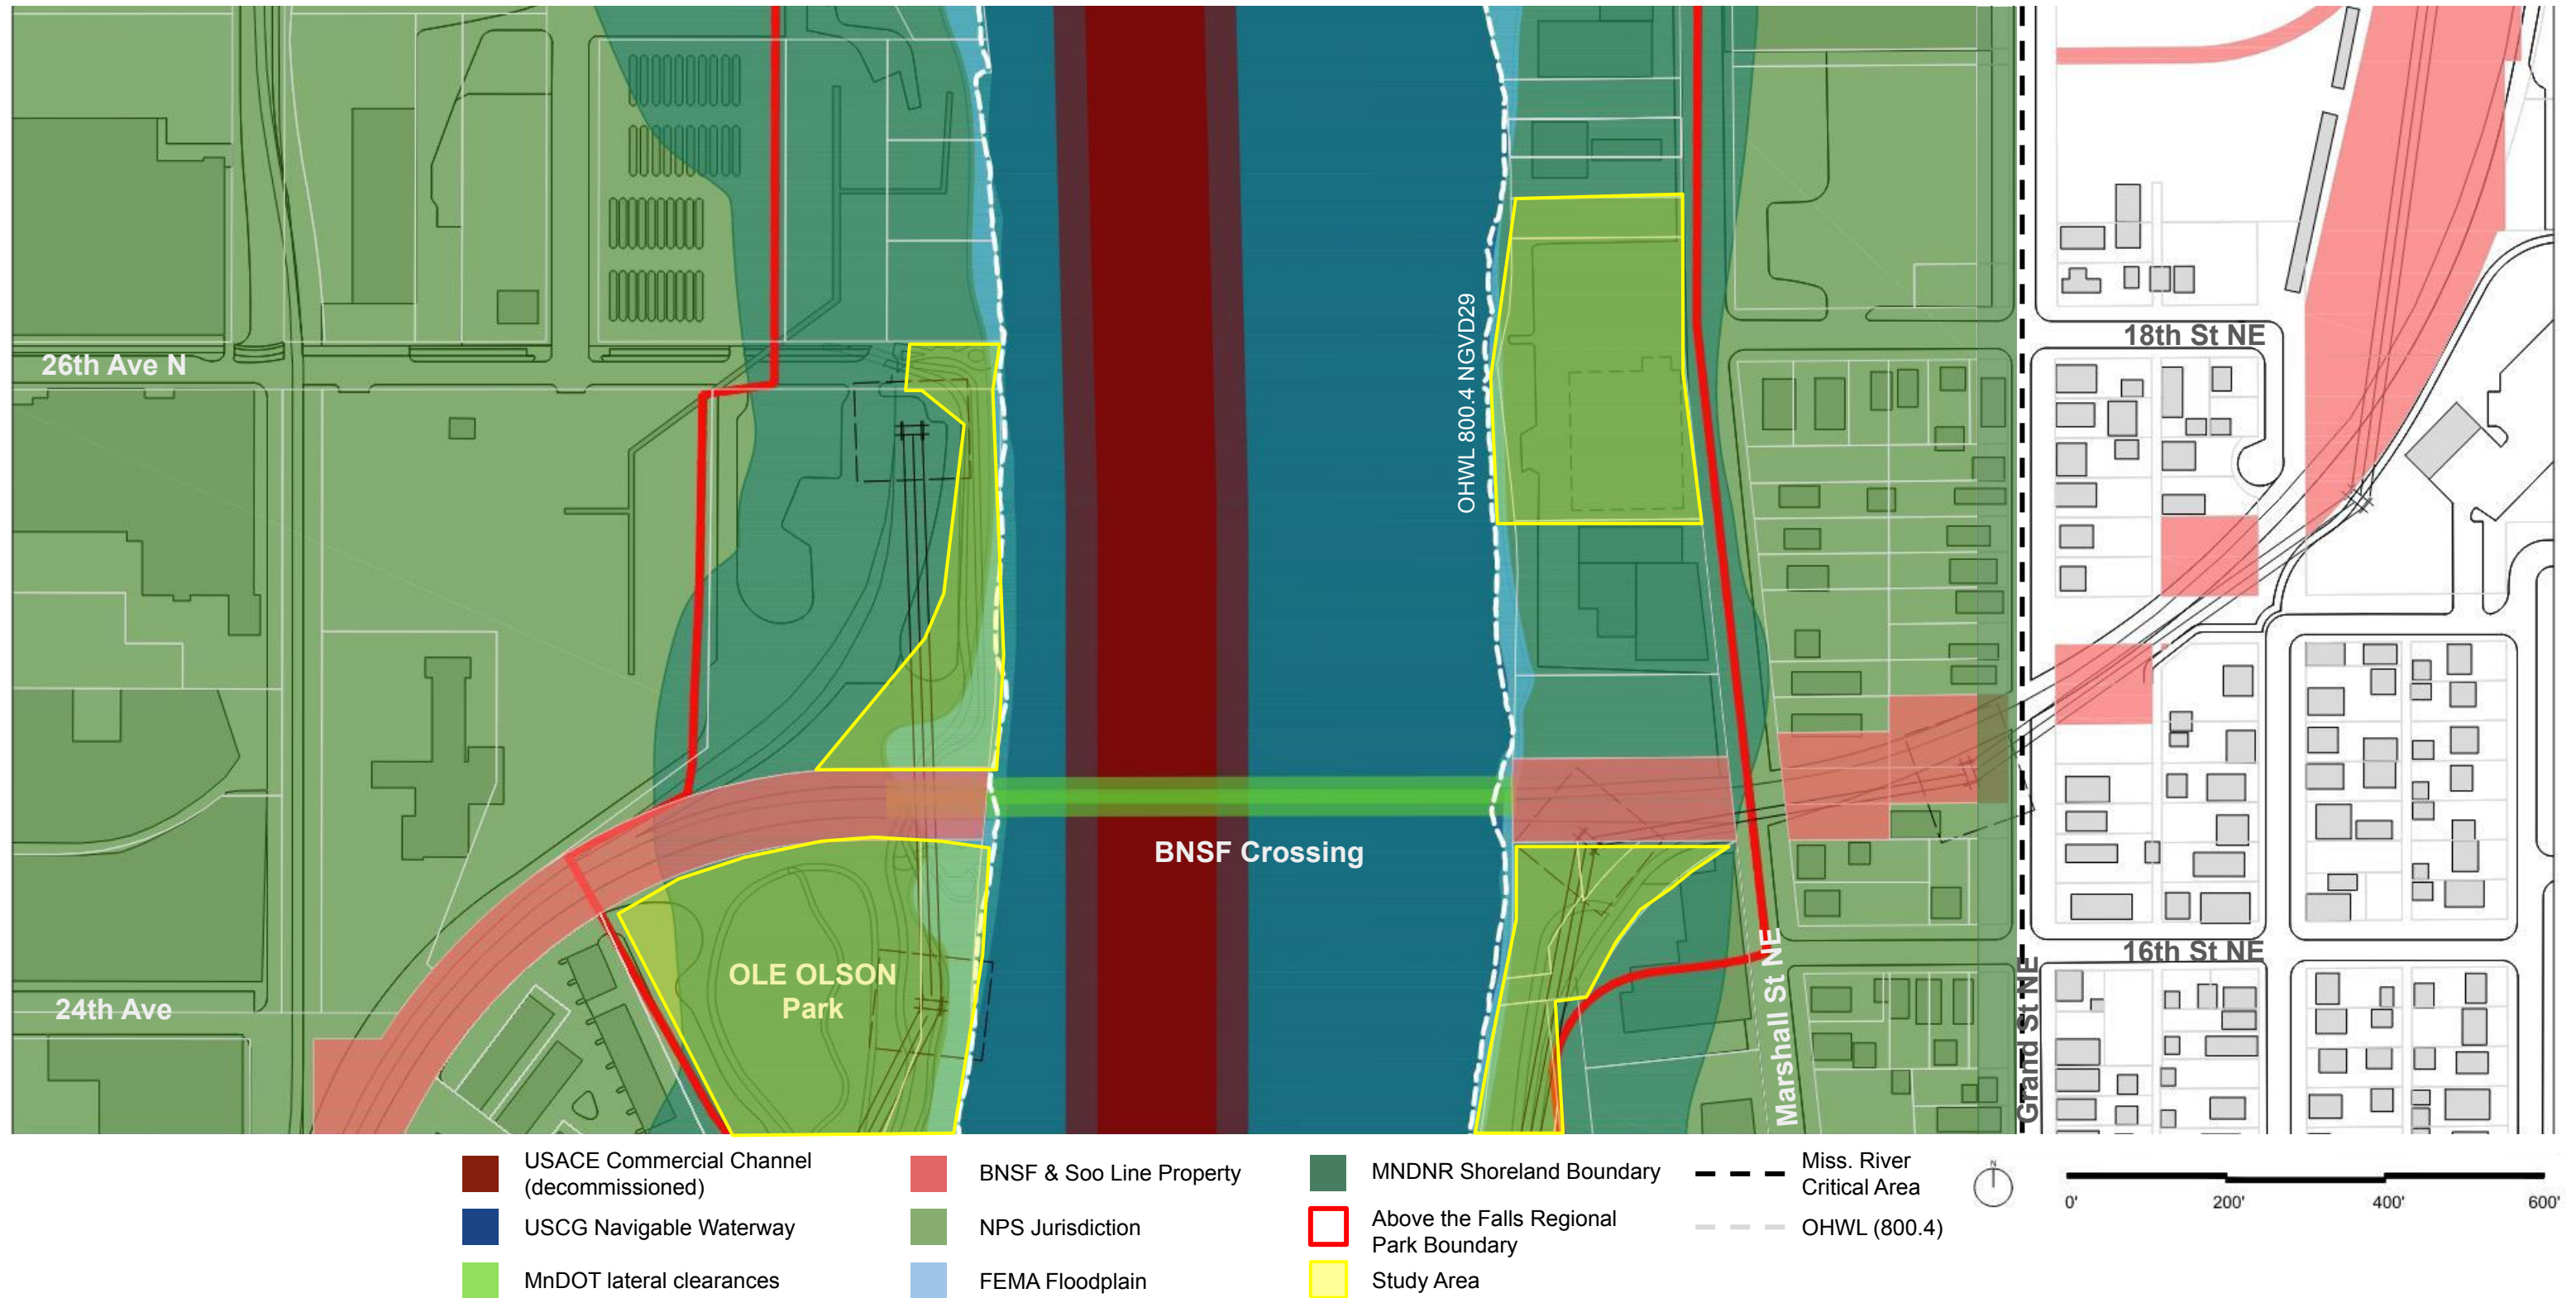 OHWL 800.4 NGVD29
18th St NE
26th Ave N
BNSF Crossing
OLE OLSON
Park
24th Ave
Marshall St NE
Grand St NE
16th St NE
USACE Commercial Channel
(decommissioned)
USCG Navigable Waterway
MnDOT lateral clearances
BNSF & Soo Line Property
NPS Jurisdiction
FEMA Floodplain
MNDNR Shoreland Boundary
Above the Falls Regional
Park Boundary
Study Area
Miss. River
Critical Area
OHWL (800.4)
N
0' 200' 400' 600'